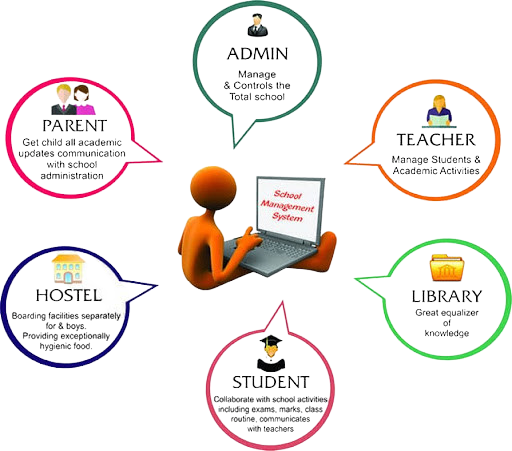 ADMIN
Manage
& Controls the
Total school
PARENT
Get child all academic
updates communication
with school
administration
TEACHER
Manage Students &
Academic Activities
School
Management
System
HOSTEL
Boarding facilities separately
for & boys.
Providing exceptionally
hygienic food.
LIBRARY
Great equalizer
of
knowledge
STUDENT
Collaborate with school activities
including exams, marks, class
routine, communicates
with teachers